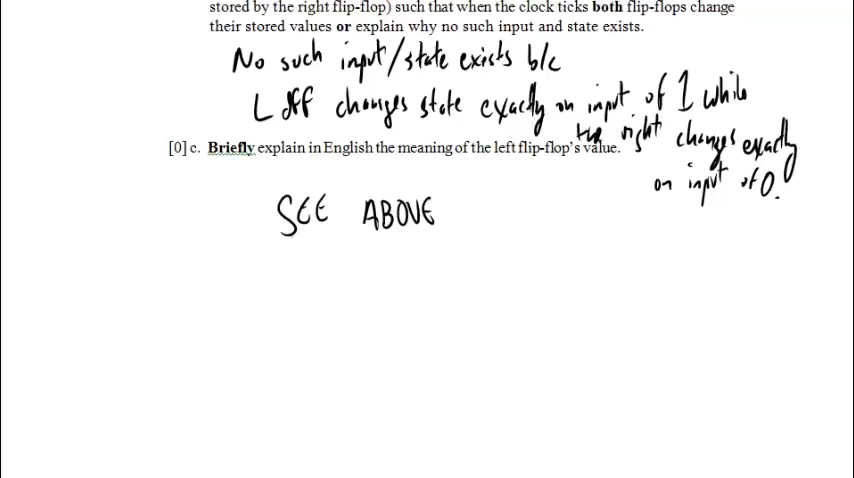 stored by the right flip-flop) such that when the clock ticks both flip-flops change
their stored values or explain why no such input and state exists.
No such input/state exists b/c
L dff changes state exactly on input of 1 while
the right changes exactly
on input of 0.
[0] c. Briefly explain in English the meaning of the left flip-flop's value.
SEE ABOVE